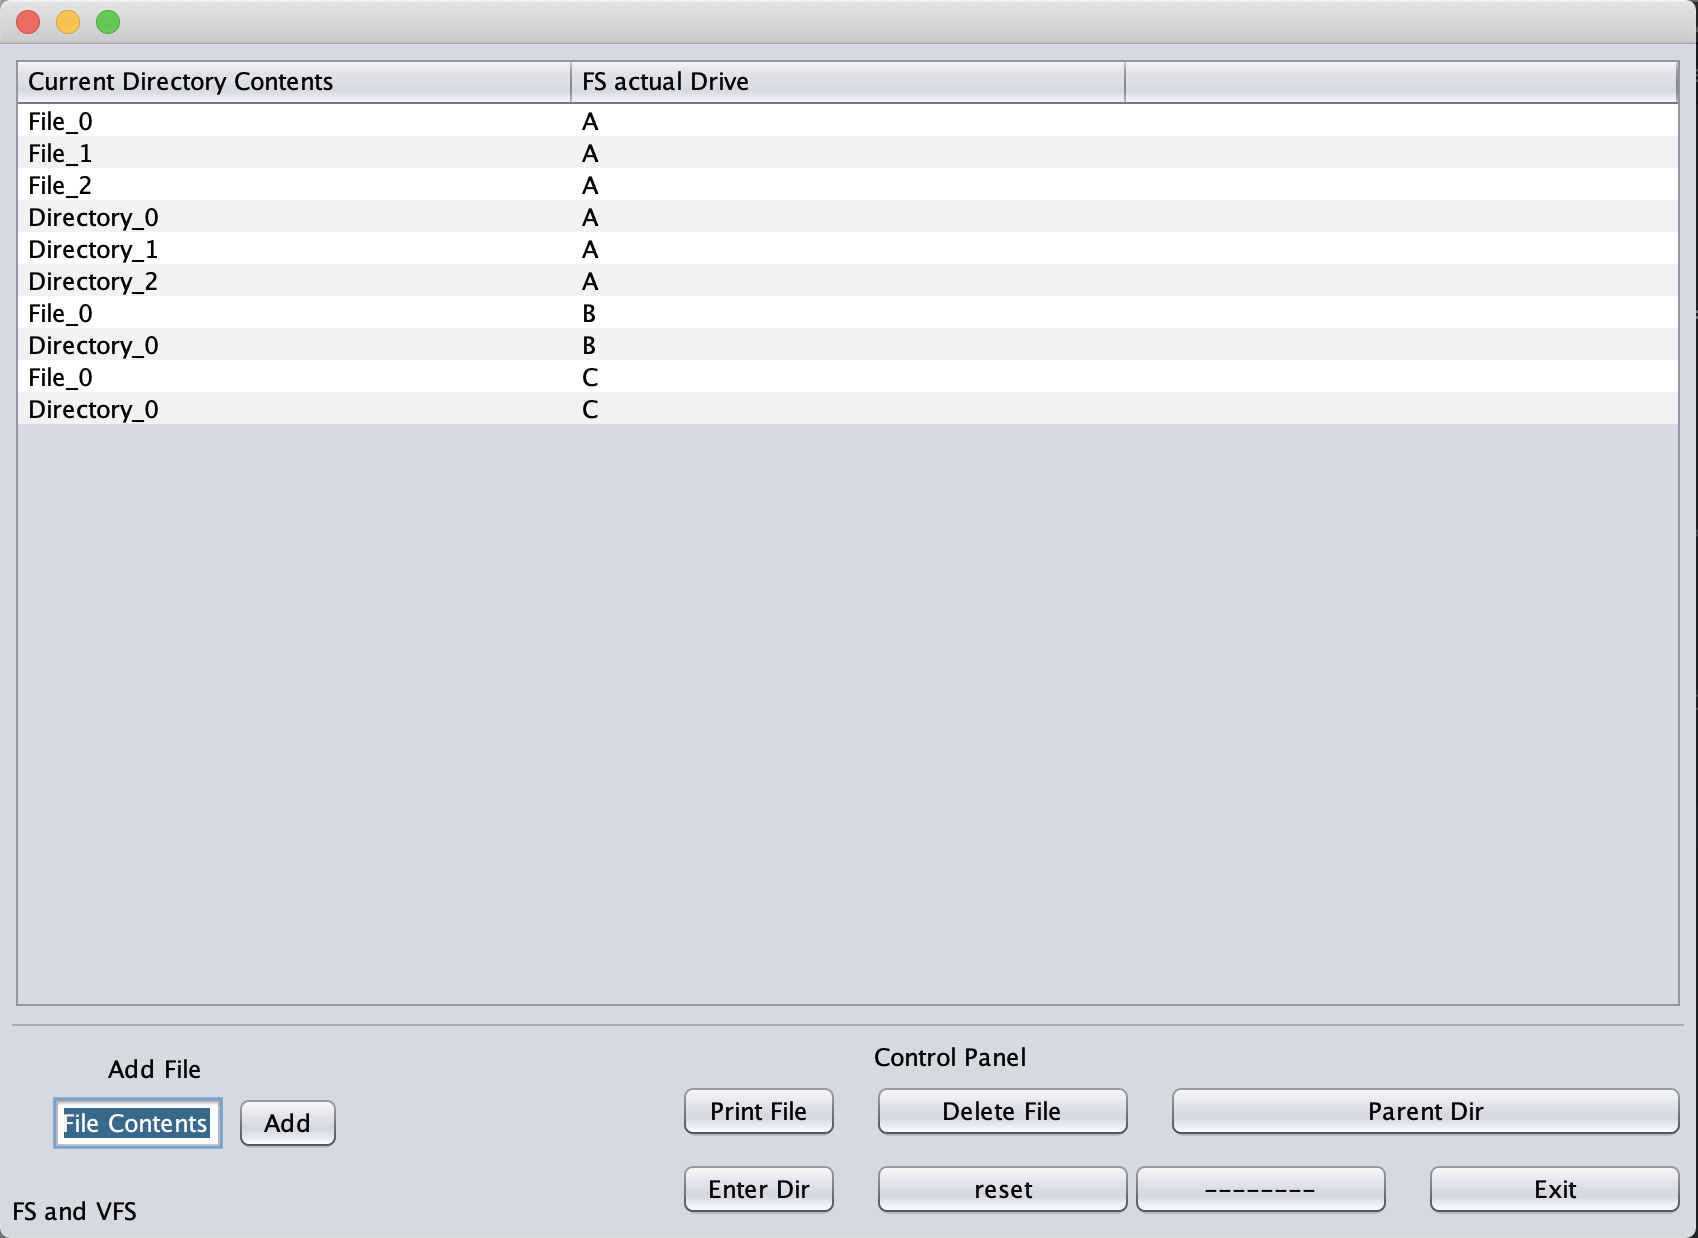 Current Directory Contents FS actual Drive
File_0 A
File_1 A
File_2 A
Directory_0 A
Directory_1 A
Directory_2 A
File_0 B
Directory_0 B
File_0 C
Directory_0 C
Add File
File Contents Add
FS and VFS
Control Panel
Print File Delete File Parent Dir
Enter Dir reset -------- Exit